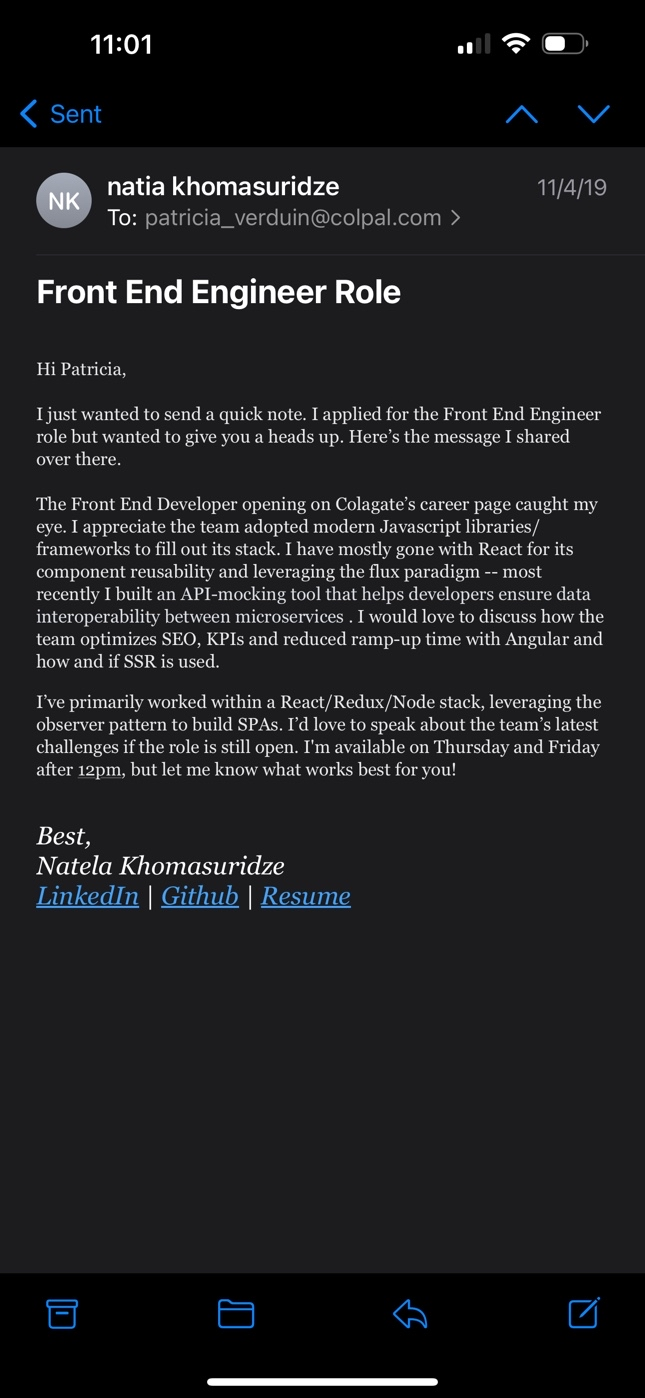 11:01
Sent
NK
natia khomasuridze
11/4/19
To: patricia_verduin@colpal.com
Front End Engineer Role
Hi Patricia,
I just wanted to send a quick note. I applied for the Front End Engineer
role but wanted to give you a heads up. Here’s the message I shared
over there.
The Front End Developer opening on Colagate’s career page caught my
eye. I appreciate the team adopted modern Javascript libraries/
frameworks to fill out its stack. I have mostly gone with React for its
component reusability and leveraging the flux paradigm -- most
recently I built an API-mocking tool that helps developers ensure data
interoperability between microservices . I would love to discuss how the
team optimizes SEO, KPIs and reduced ramp-up time with Angular and
how and if SSR is used.
I’ve primarily worked within a React/Redux/Node stack, leveraging the
observer pattern to build SPAs. I’d love to speak about the team’s latest
challenges if the role is still open. I'm available on Thursday and Friday
after 12pm, but let me know what works best for you!
Best,
Natela Khomasuridze
LinkedIn | Github | Resume